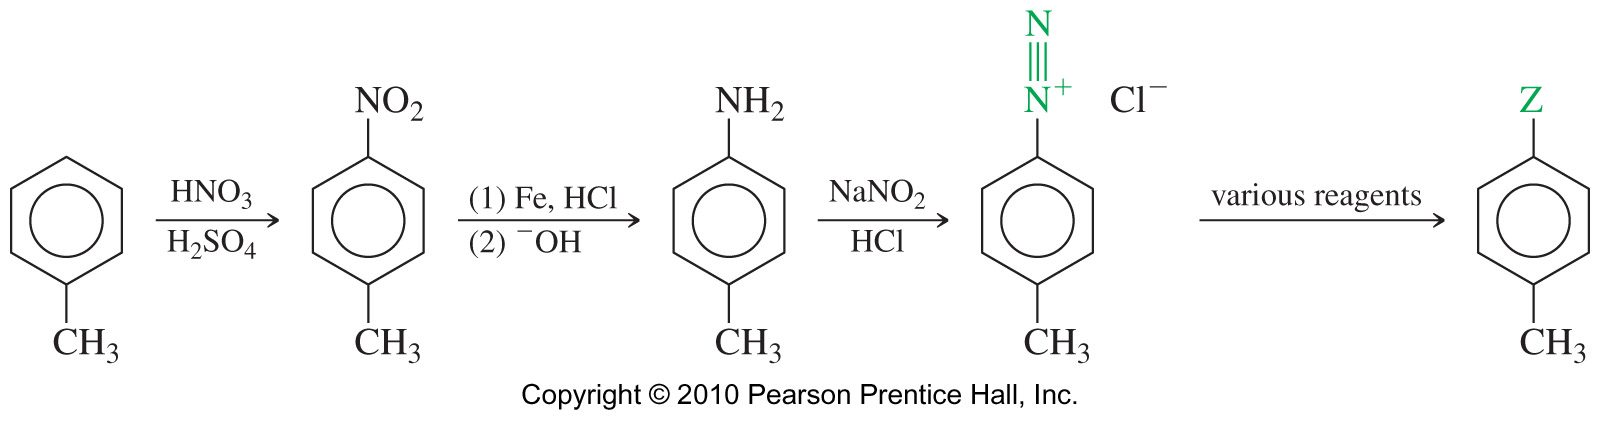 N
NO₂ NH₂ N⁺ Cl⁻ Z
HNO₃ (1) Fe, HCl NaNO₂ various reagents
H₂SO₄ (2) ⁻OH HCl
CH₃ CH₃ CH₃ CH₃ CH₃
Copyright © 2010 Pearson Prentice Hall, Inc.